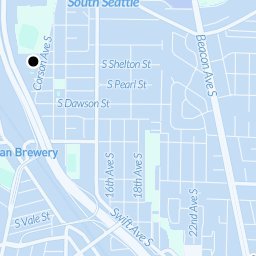 South Seattle
Corson Ave S
Beacon Ave S
S Shelton St
S Pearl St
S Dawson St
an Brewery
16th Ave S
18th Ave S
22nd Ave S
S Vale St
Swift Ave S